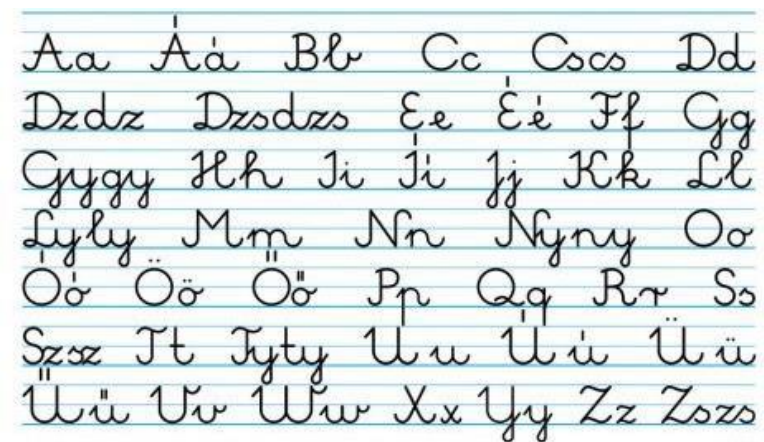 Aa Áá Bb Cc Cscs Dd
Dzdz Dzsdzs Ee Éé Ff Gg
Gygy Hh Ii Íí Jj Kk Ll
Lyly Mm Nn Nyny Oo
Óó Öö Őő Pp Qq Rr Ss
Szsz Tt Tyty Uu Úú Üü
Űű Vv Ww Xx Yy Zz Zszs